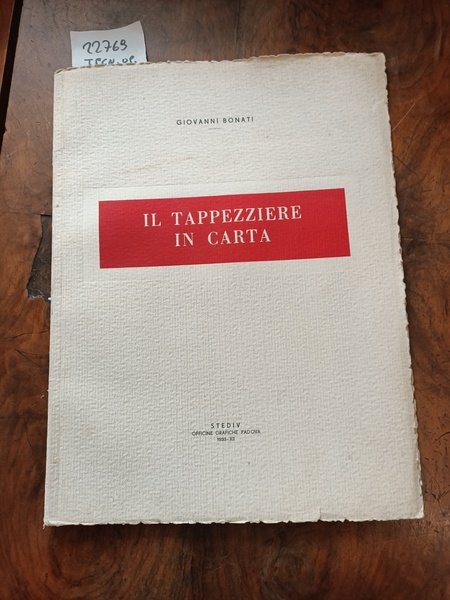 22769
GIOVANNI BONATI
IL TAPPEZZIERE
IN CARTA
STEDIV
OFFICINE GRAFICHE PADOVA